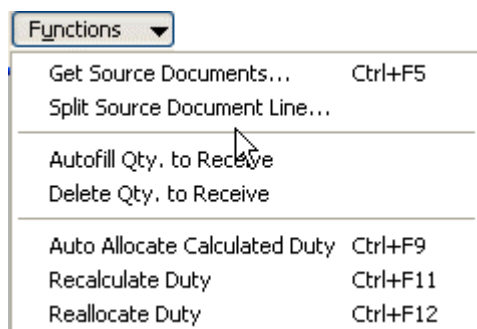 Functions
Get Source Documents... Ctrl+F5
Split Source Document Line...
Autofill Qty. to Receive
Delete Qty. to Receive
Auto Allocate Calculated Duty Ctrl+F9
Recalculate Duty Ctrl+F11
Reallocate Duty Ctrl+F12